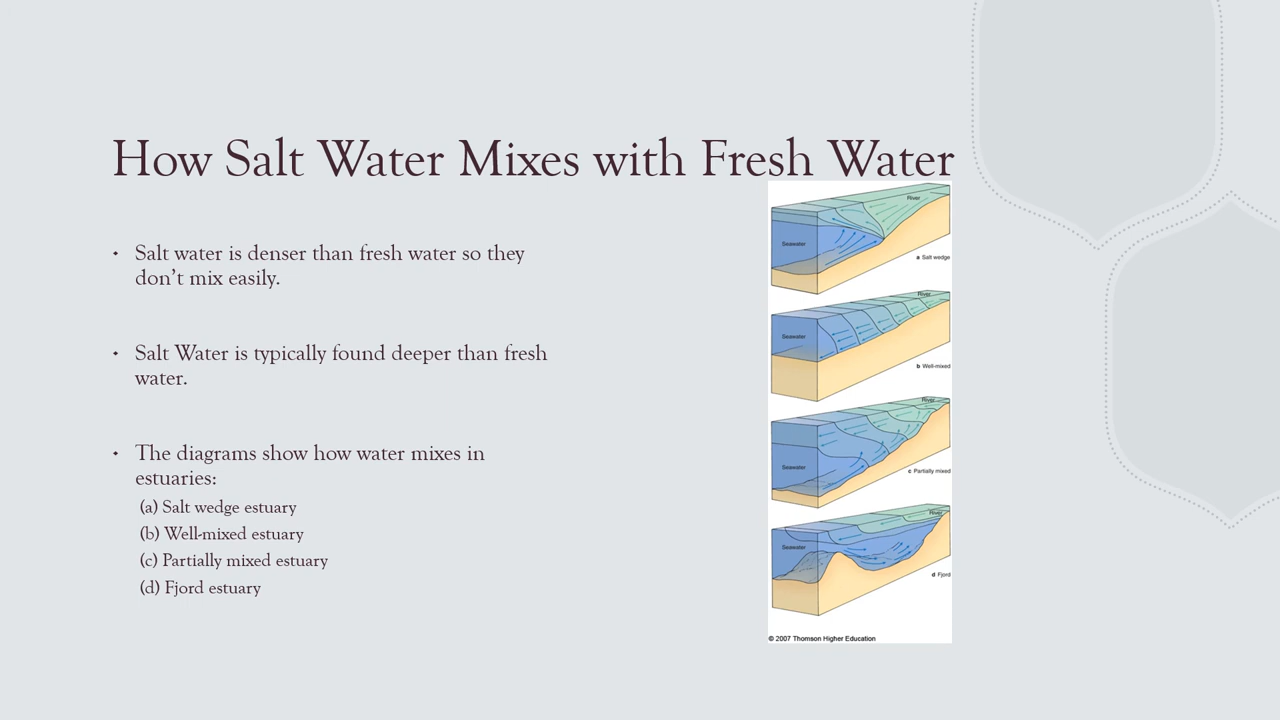 How Salt Water Mixes with Fresh Water
• Salt water is denser than fresh water so they
don’t mix easily.
• Salt Water is typically found deeper than fresh
water.
• The diagrams show how water mixes in
estuaries:
(a) Salt wedge estuary
(b) Well-mixed estuary
(c) Partially mixed estuary
(d) Fjord estuary
River
Seawater
a Salt wedge
River
Seawater
b Well-mixed
River
Seawater
c Partially mixed
River
Seawater
d Fjord
© 2007 Thomson Higher Education